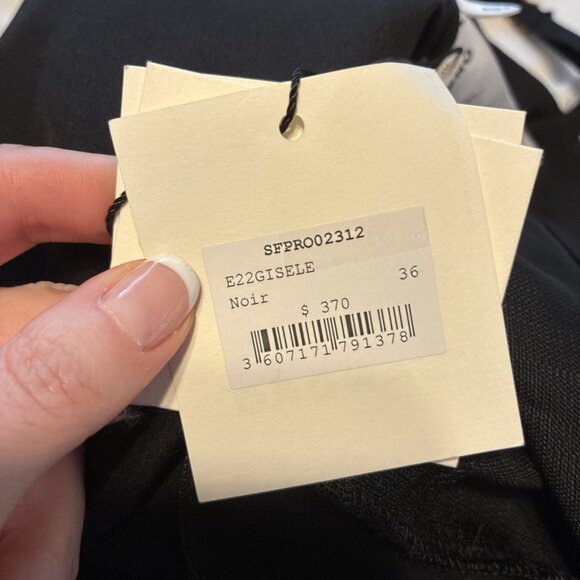 SFPRO02312
E22GISELE
Noir 36
$ 370
3 607171 791378